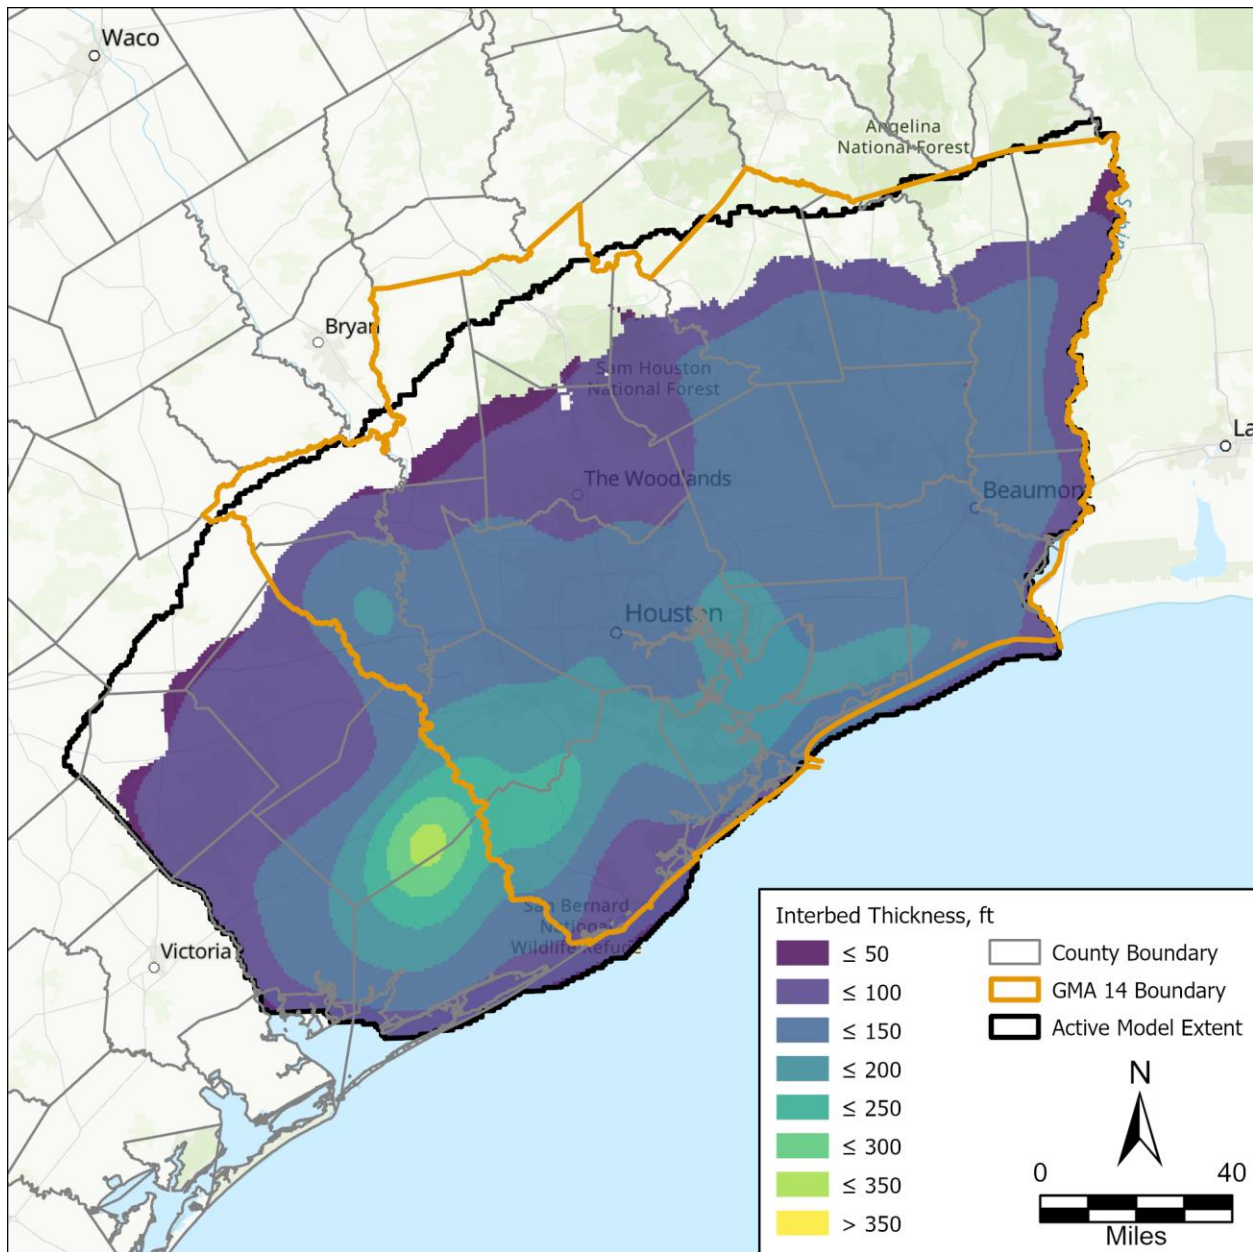 Waco
Angelina
National Forest
Sabin
Bryan
Sam Houston
National Forest
La
The Woodlands
Beaumont
Houston
San Bernard
National
Wildlife Refuge
Victoria
Interbed Thickness, ft
≤ 50
≤ 100
≤ 150
≤ 200
≤ 250
≤ 300
≤ 350
> 350
County Boundary
GMA 14 Boundary
Active Model Extent
N
0
40
Miles